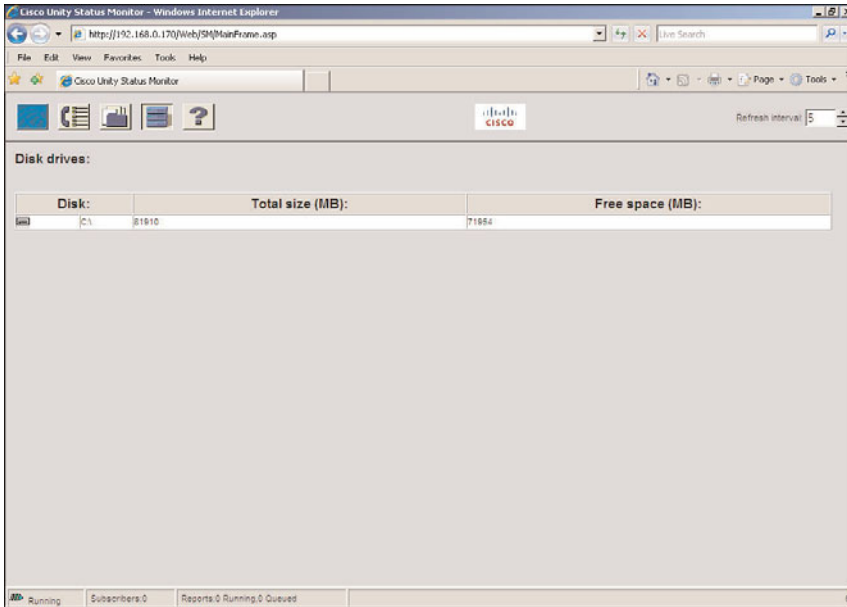 Cisco Unity Status Monitor - Windows Internet Explorer
http://192.168.0.170/Web/SM/MainFrame.asp
Live Search
File Edit View Favorites Tools Help
Cisco Unity Status Monitor
Page Tools
CISCO
Refresh interval: 5
Disk drives:
Disk: Total size (MB): Free space (MB):
C:\ 81910 71954
Running Subscribers:0 Reports:0 Running,0 Queued